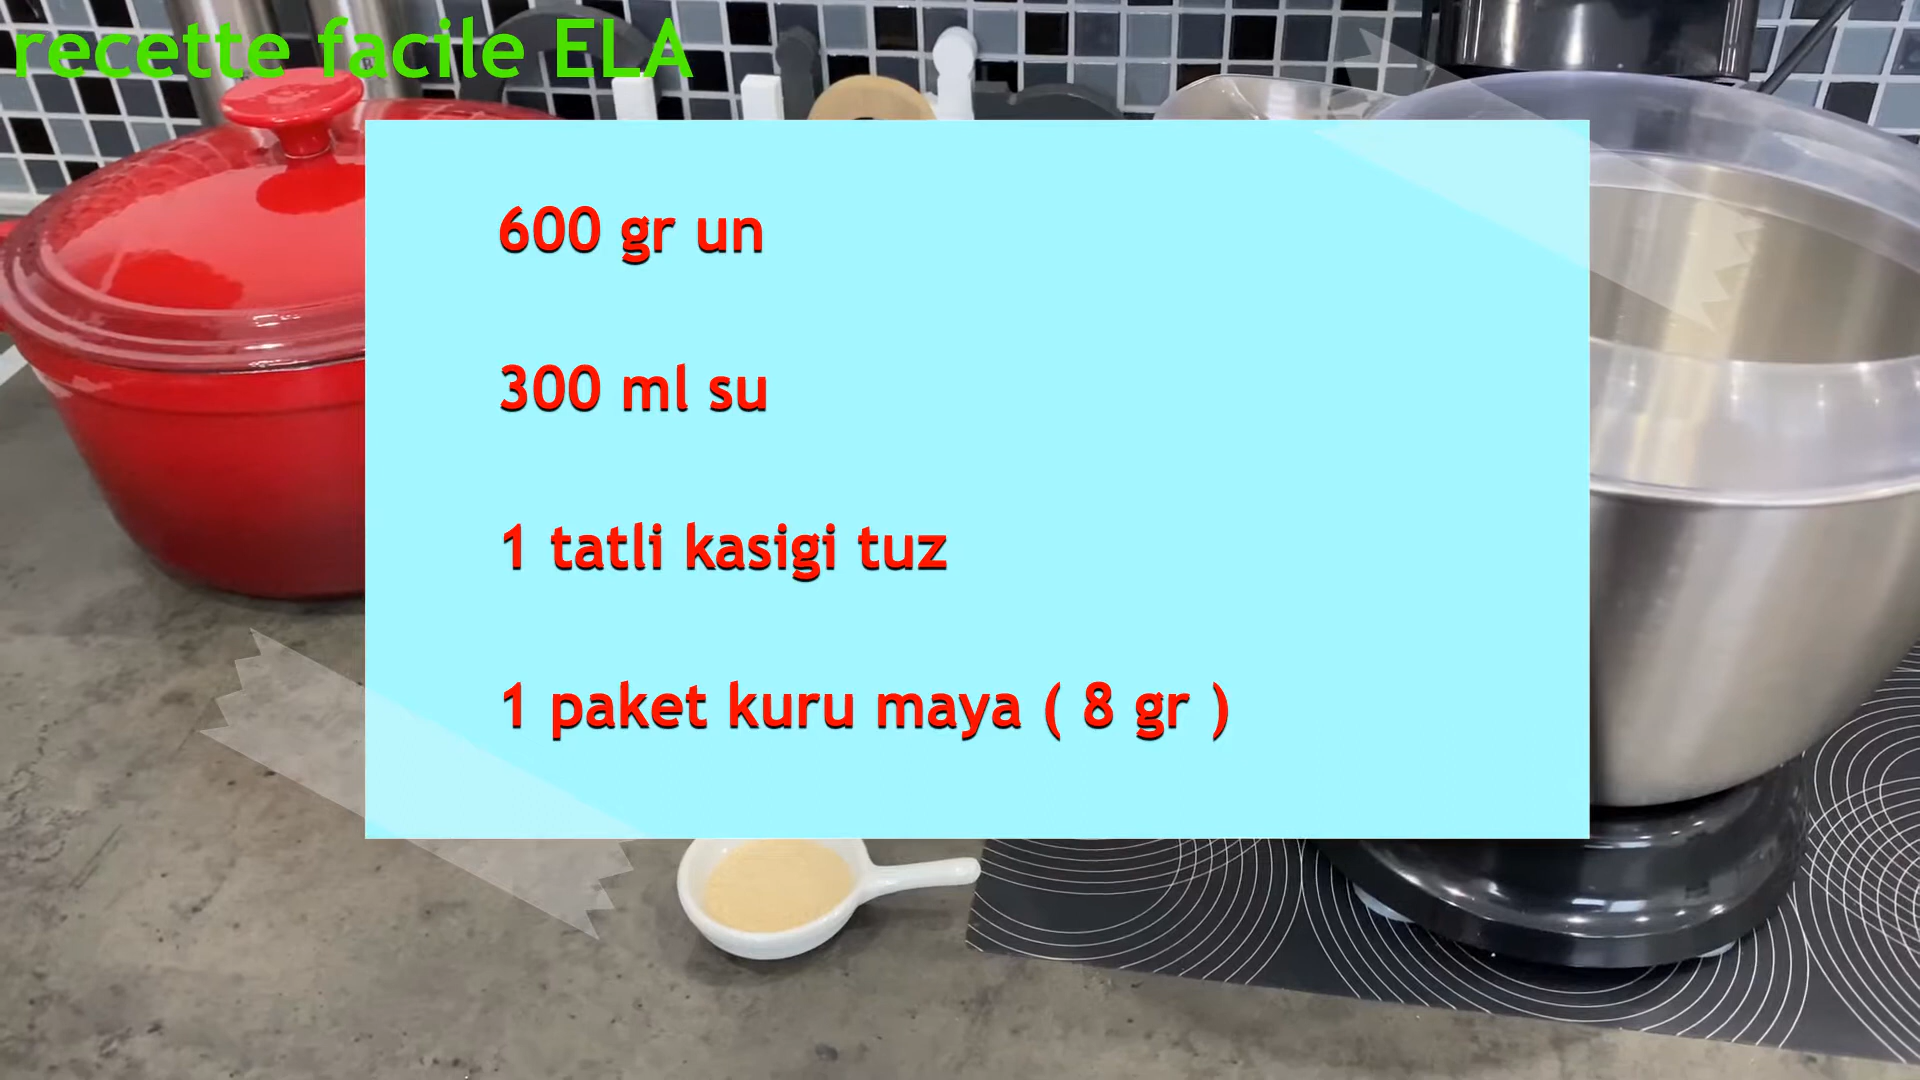 recette facile ELA
600 gr un
300 ml su
1 tatli kasigi tuz
1 paket kuru maya ( 8 gr )